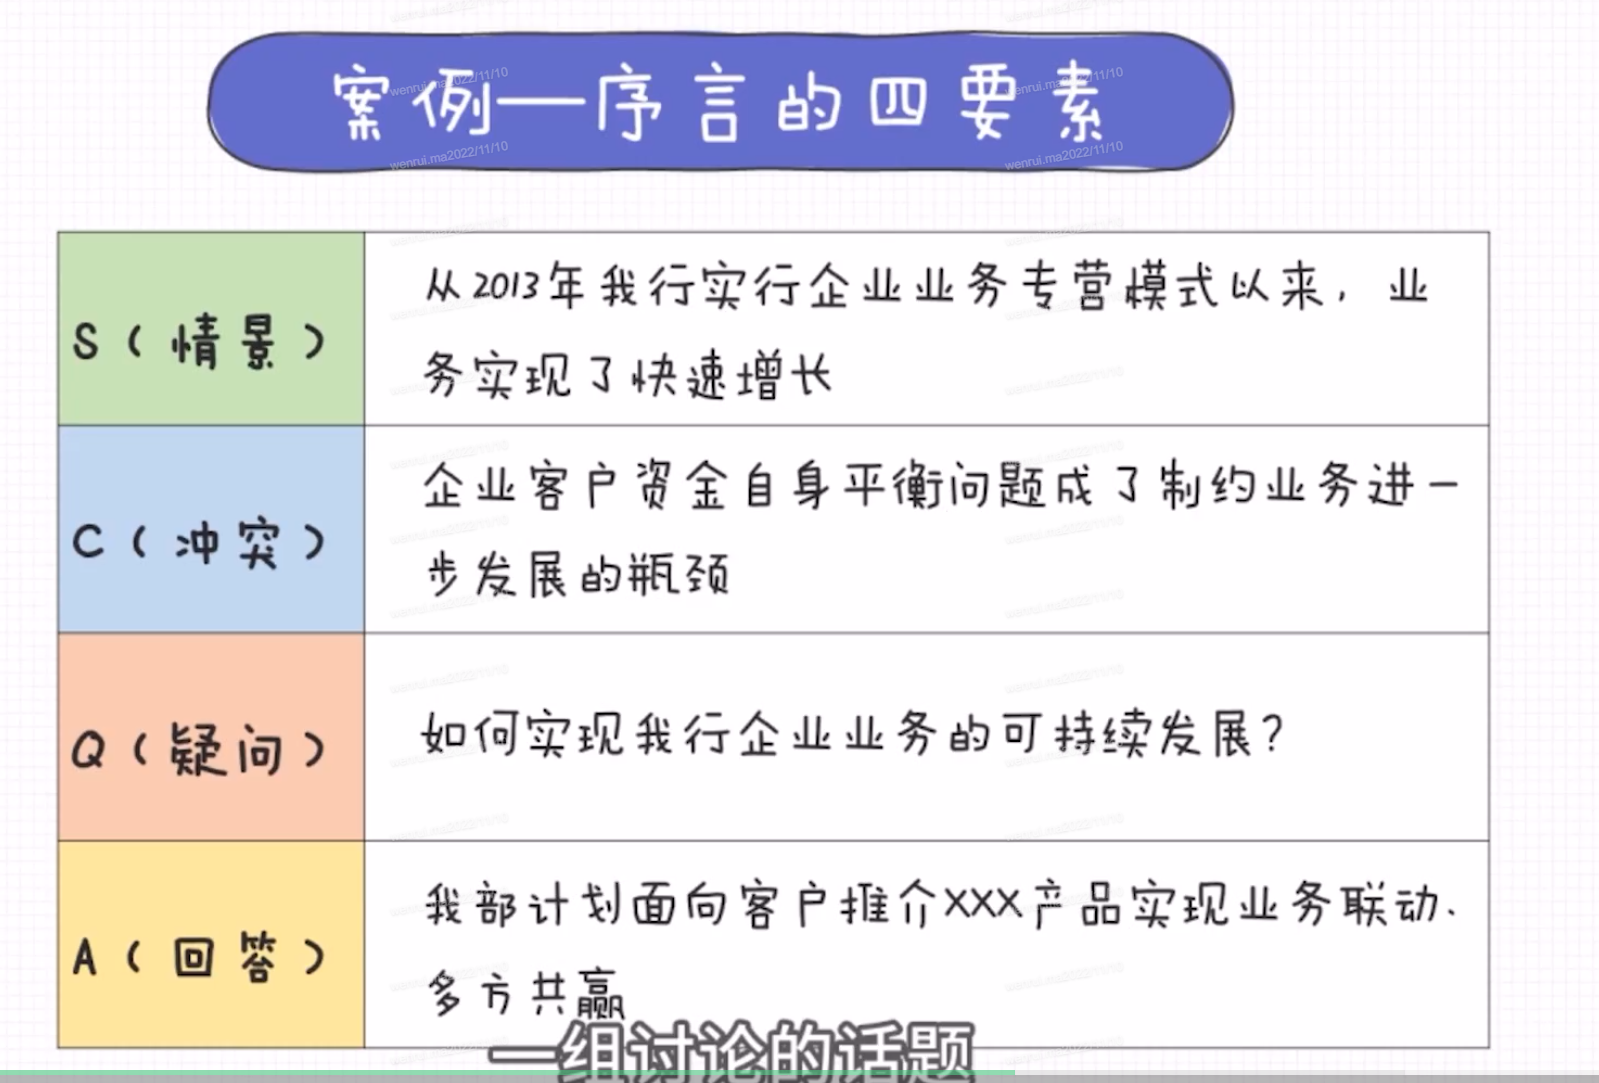 案例—序言的四要素
S（情景）
从2013年我行实行企业业务专营模式以来，业
务实现了快速增长
C（冲突）
企业客户资金自身平衡问题成了制约业务进一
步发展的瓶颈
Q（疑问）
如何实现我行企业业务的可持续发展？
A（回答）
我部计划面向客户推介XXX产品实现业务联动、
多方共赢
一组讨论的话题
wenrui.ma2022/11/10